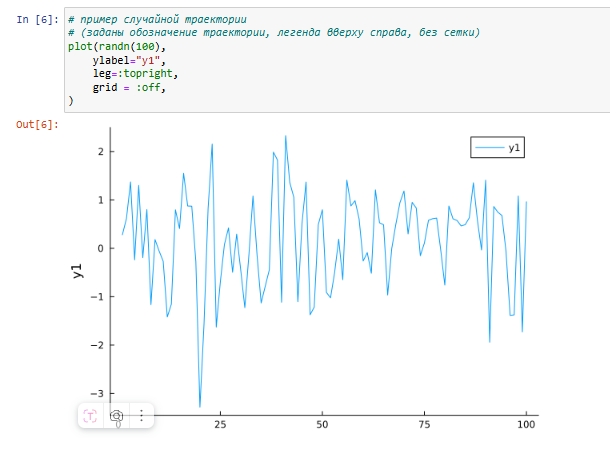 In [6]: # пример случайной траектории
# (заданы обозначение траектории, легенда вверху справа, без сетки)
plot(randn(100),
ylabel="y1",
leg=:topright,
grid = :off,
)
Out[6]:
y1
2
1
0
-1
-2
-3
y1
0
25
50
75
100